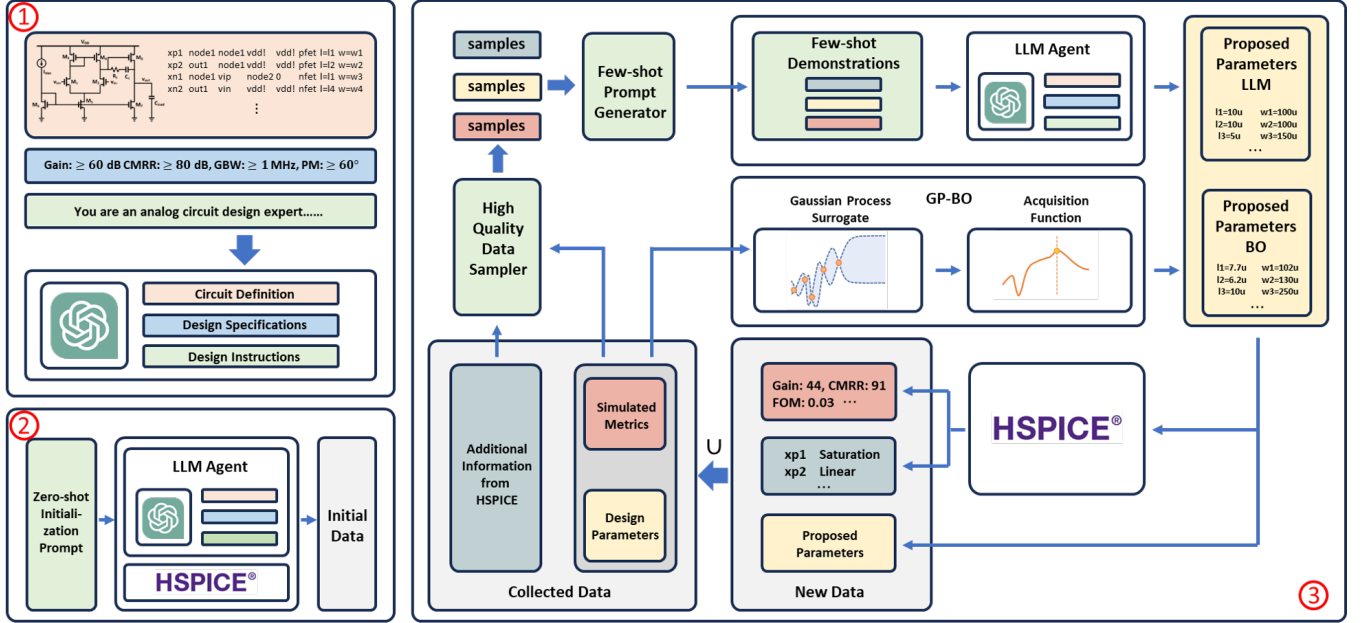 1
xp1 node1 node1 vdd! vdd! pfet l=l1 w=w1
xp2 out1 node1 vdd! vdd! pfet l=l2 w=w2
xn1 node1 vip node2 0 nfet l=l1 w=w3
xn2 out1 vin vdd! vdd! nfet l=l4 w=w4
⋮
Gain: ≥ 60 dB CMRR: ≥ 80 dB, GBW: ≥ 1 MHz, PM: ≥ 60°
You are an analog circuit design expert……
Circuit Definition
Design Specifications
Design Instructions
2
Zero-shot
Initiali-
zation
Prompt
LLM Agent
HSPICE®
Initial
Data
samples
samples
samples
Few-shot
Prompt
Generator
Few-shot
Demonstrations
LLM Agent
Proposed
Parameters
LLM
l1=10u w1=100u
l2=10u w2=100u
l3=5u w3=150u
…
High
Quality
Data
Sampler
Gaussian Process
Surrogate
GP-BO
Acquisition
Function
Proposed
Parameters
BO
l1=7.7u w1=102u
l2=6.2u w2=130u
l3=10u w3=250u
…
Additional
Information
from
HSPICE
Simulated
Metrics
Design
Parameters
Collected Data
∪
Gain: 44, CMRR: 91
FOM: 0.03 …
xp1 Saturation
xp2 Linear
…
Proposed
Parameters
New Data
HSPICE®
3